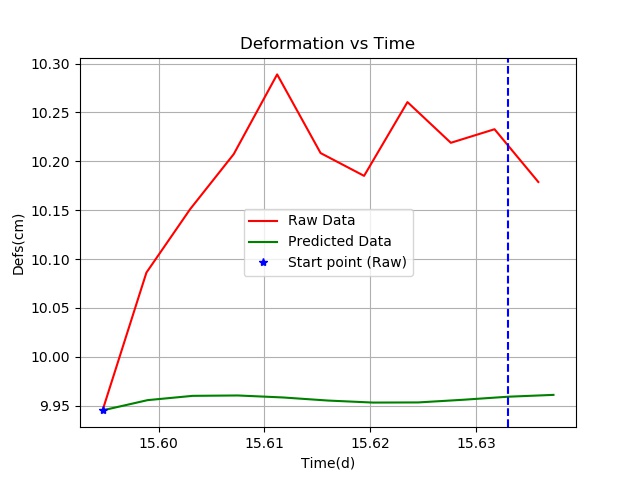 Deformation vs Time
10.30
10.25
10.20
10.15
10.10
10.05
10.00
9.95
Defs(cm)
Raw Data
Predicted Data
Start point (Raw)
15.60 15.61 15.62 15.63
Time(d)